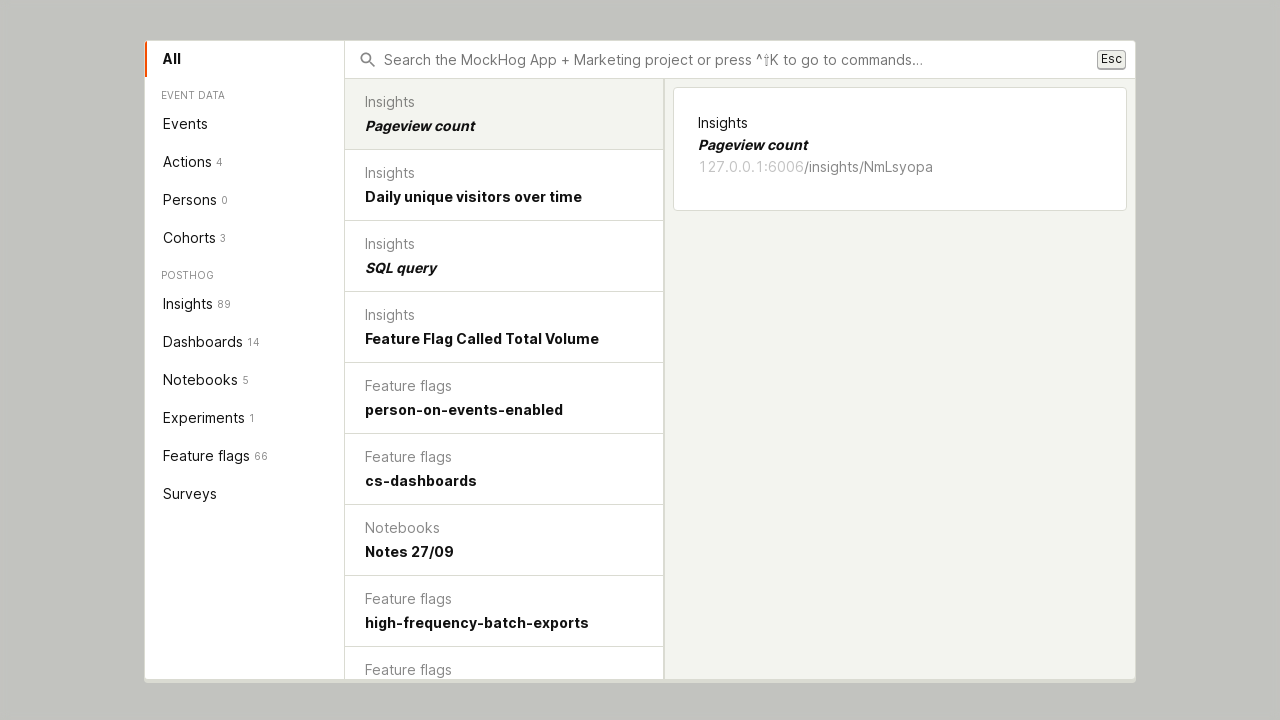 All
EVENT DATA
Events
Actions 4
Persons 0
Cohorts 3
POSTHOG
Insights 89
Dashboards 14
Notebooks 5
Experiments 1
Feature flags 66
Surveys
Search the MockHog App + Marketing project or press ^⇧K to go to commands…
Esc
Insights
Pageview count
Insights
Daily unique visitors over time
Insights
SQL query
Insights
Feature Flag Called Total Volume
Feature flags
person-on-events-enabled
Feature flags
cs-dashboards
Notebooks
Notes 27/09
Feature flags
high-frequency-batch-exports
Feature flags
Insights
Pageview count
127.0.0.1:6006/insights/NmLsyopa